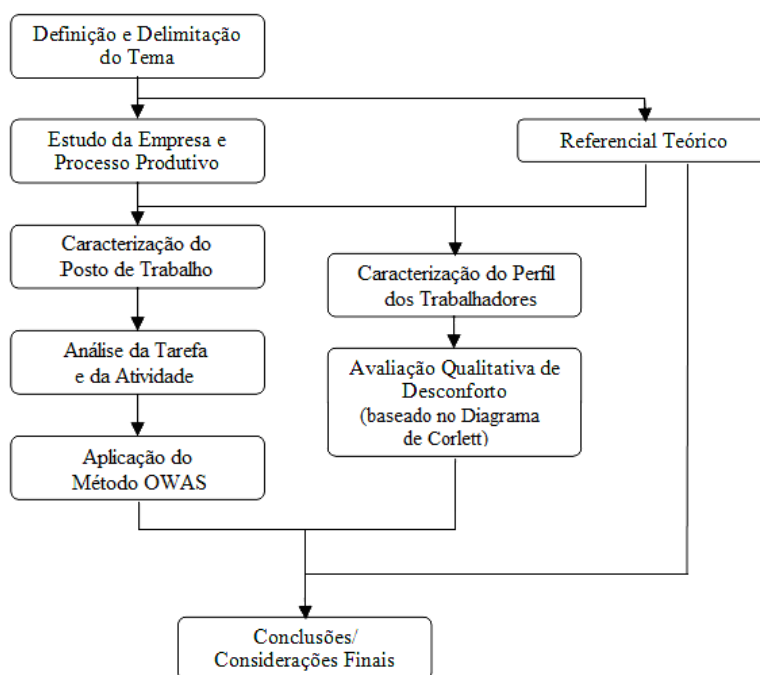 Definição e Delimitação
do Tema
Estudo da Empresa e
Processo Produtivo
Referencial Teórico
Caracterização do
Posto de Trabalho
Caracterização do Perfil
dos Trabalhadores
Análise da Tarefa
e da Atividade
Avaliação Qualitativa de
Desconforto
(baseado no Diagrama
de Corlett)
Aplicação do
Método OWAS
Conclusões/
Considerações Finais